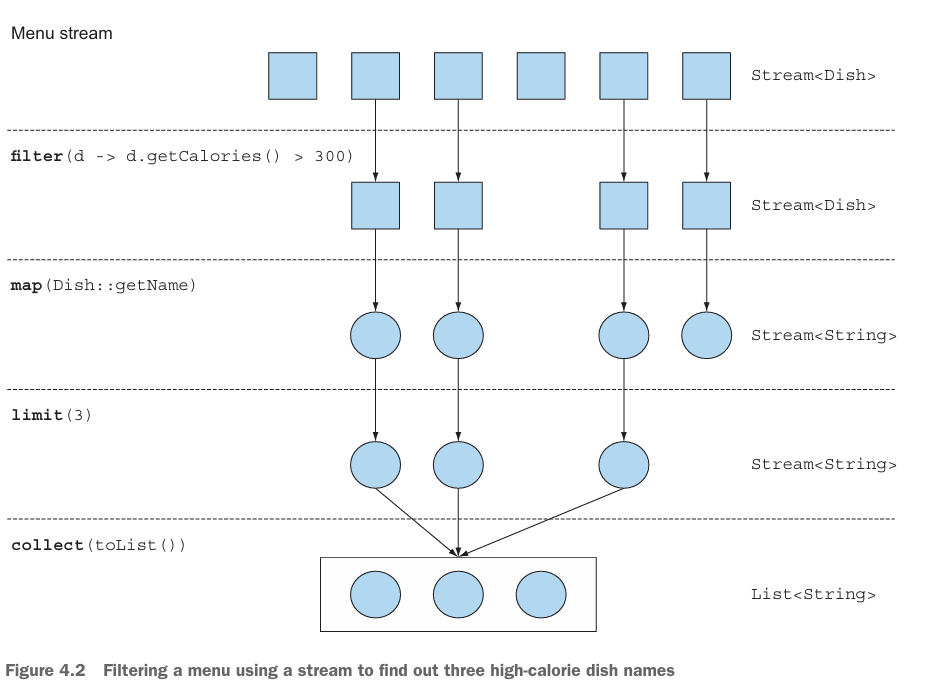 Menu stream
Stream<Dish>
filter(d -> d.getCalories() > 300)
Stream<Dish>
map(Dish::getName)
Stream<String>
limit(3)
Stream<String>
collect(toList())
List<String>
Figure 4.2 Filtering a menu using a stream to find out three high-calorie dish names